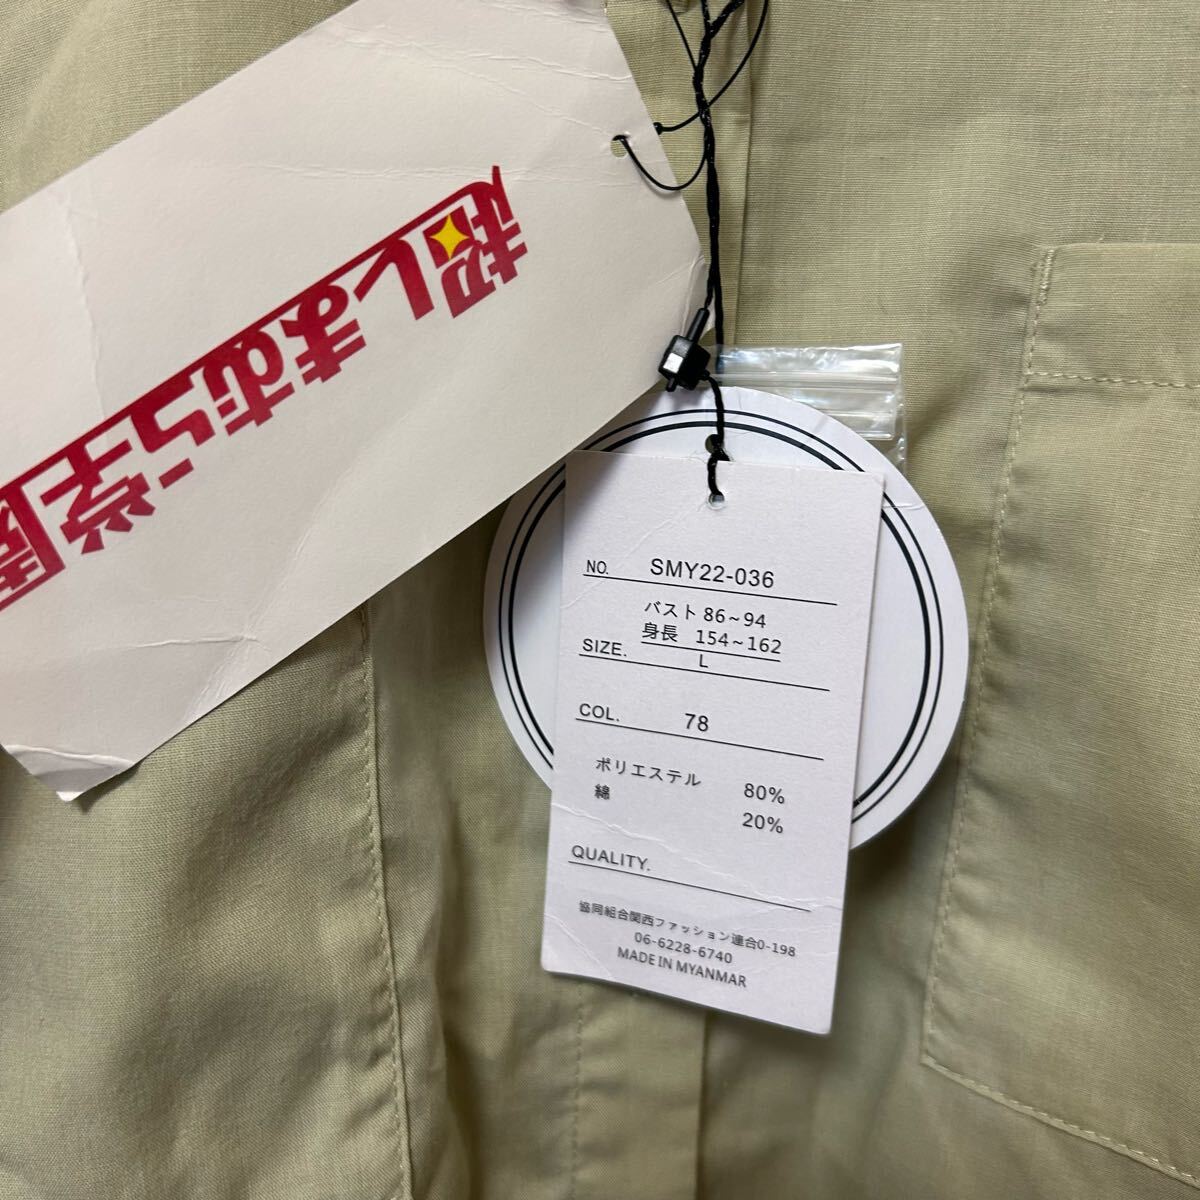 超しまむら学園
NO. SMY22-036
バスト 86~94
身長 154~162
SIZE. L
COL. 78
ポリエステル 80%
綿 20%
QUALITY.
協同組合関西ファッション連合0-198
06-6228-6740
MADE IN MYANMAR